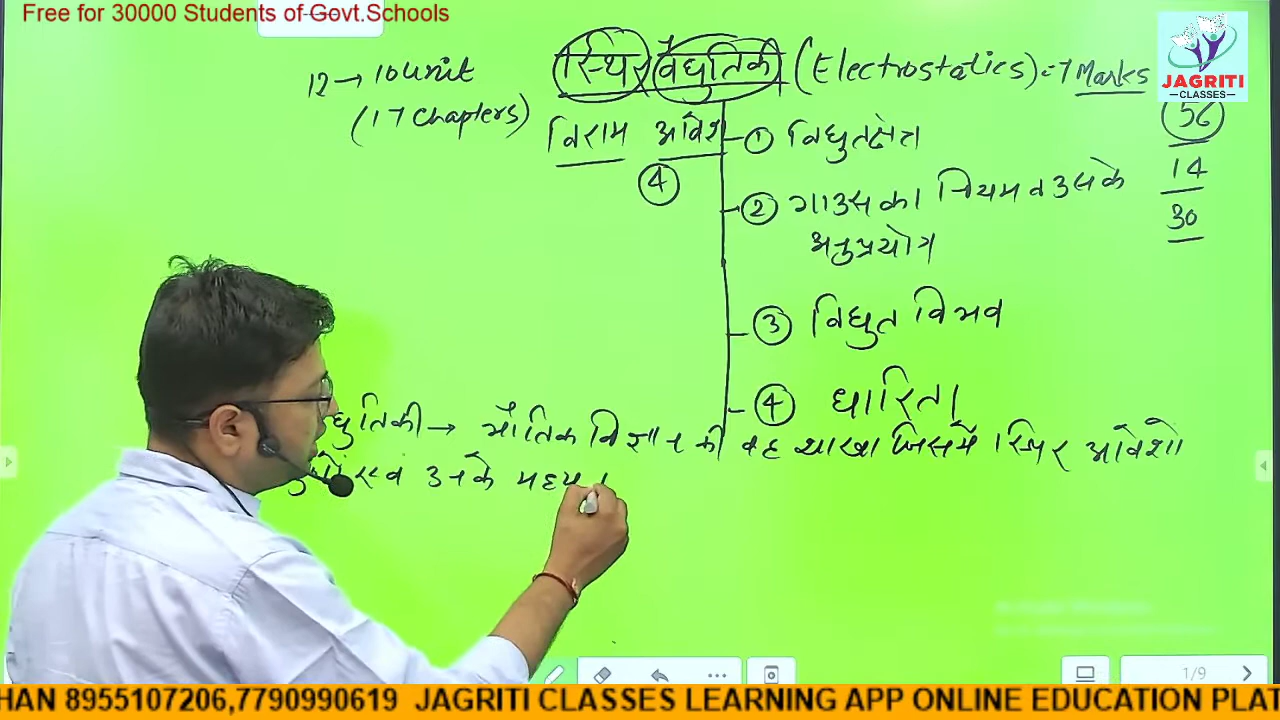 Free for 30000 Students of Govt.Schools
12 → 10 unit
(17 chapters)
स्थिर वैद्युतिकी (Electrostatics) = 7 Marks
JAGRITI
CLASSES
विराम आवेश
④
① विद्युत क्षेत्र
② गाउस का नियम व उसके
अनुप्रयोग
③ विद्युत विभव
④ धारिता
56
14
30
द्युतिकी → भौतिक विज्ञान की वह शाखा जिसमें स्थिर आवेशो
एवं उनके मध्य
1/9
HAN 8955107206,7790990619 JAGRITI CLASSES LEARNING APP ONLINE EDUCATION PLAT